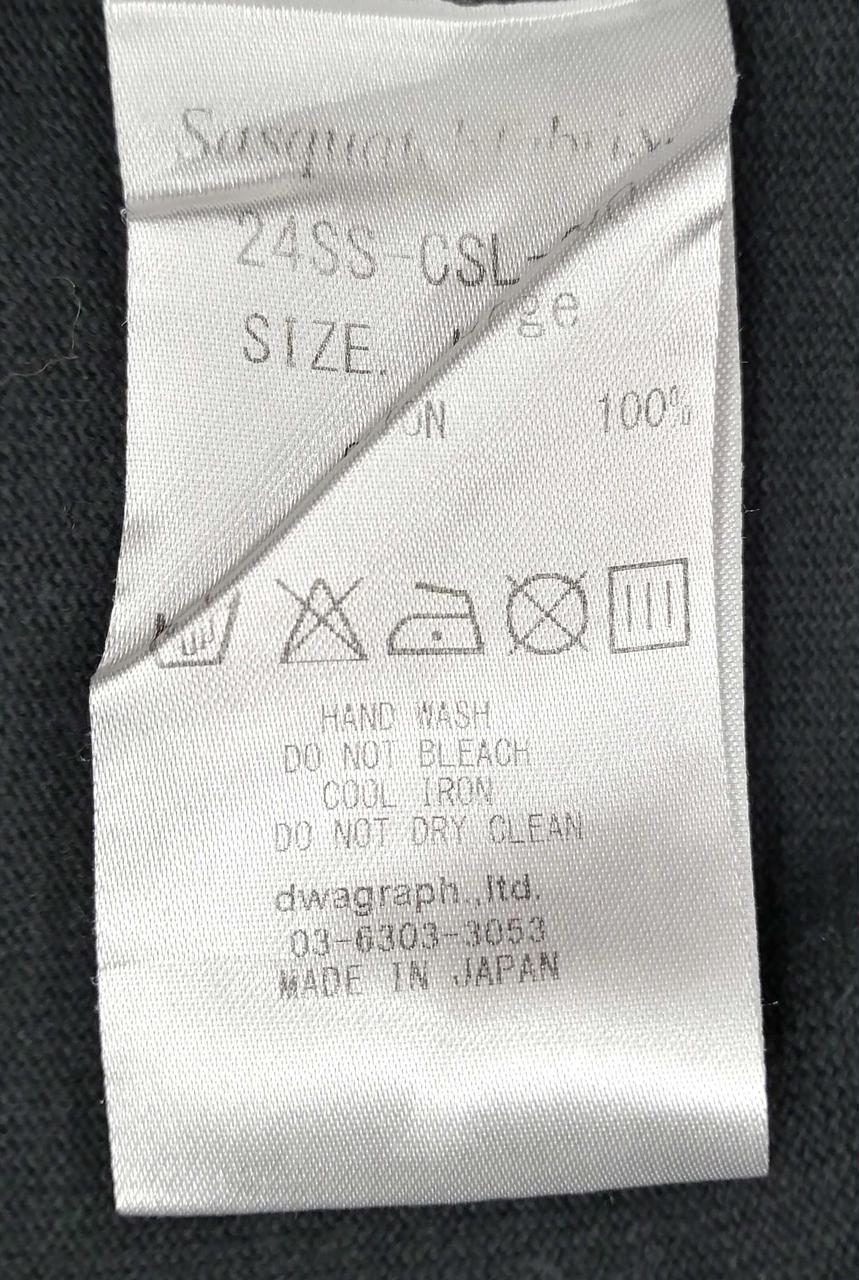 24SS-CSL-
SIZE.
100%
HAND WASH
DO NOT BLEACH
COOL IRON
DO NOT DRY CLEAN
dwagraph.,ltd.
03-6303-3053
MADE IN JAPAN